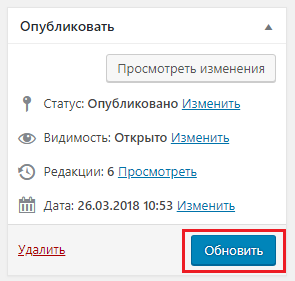 Опубликовать
Просмотреть изменения
Статус: Опубликовано Изменить
Видимость: Открыто Изменить
Редакции: 6 Просмотреть
Дата: 26.03.2018 10:53 Изменить
Удалить Обновить